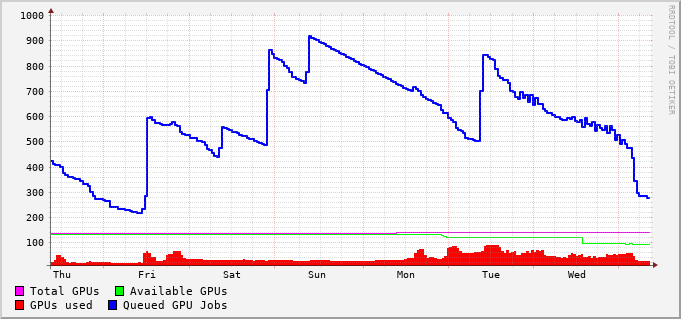 1000
900
800
700
600
500
400
300
200
100
Thu Fri Sat Sun Mon Tue Wed
Total GPUs Available GPUs
GPUs used Queued GPU Jobs
RRDTOOL / TOBI OETIKER